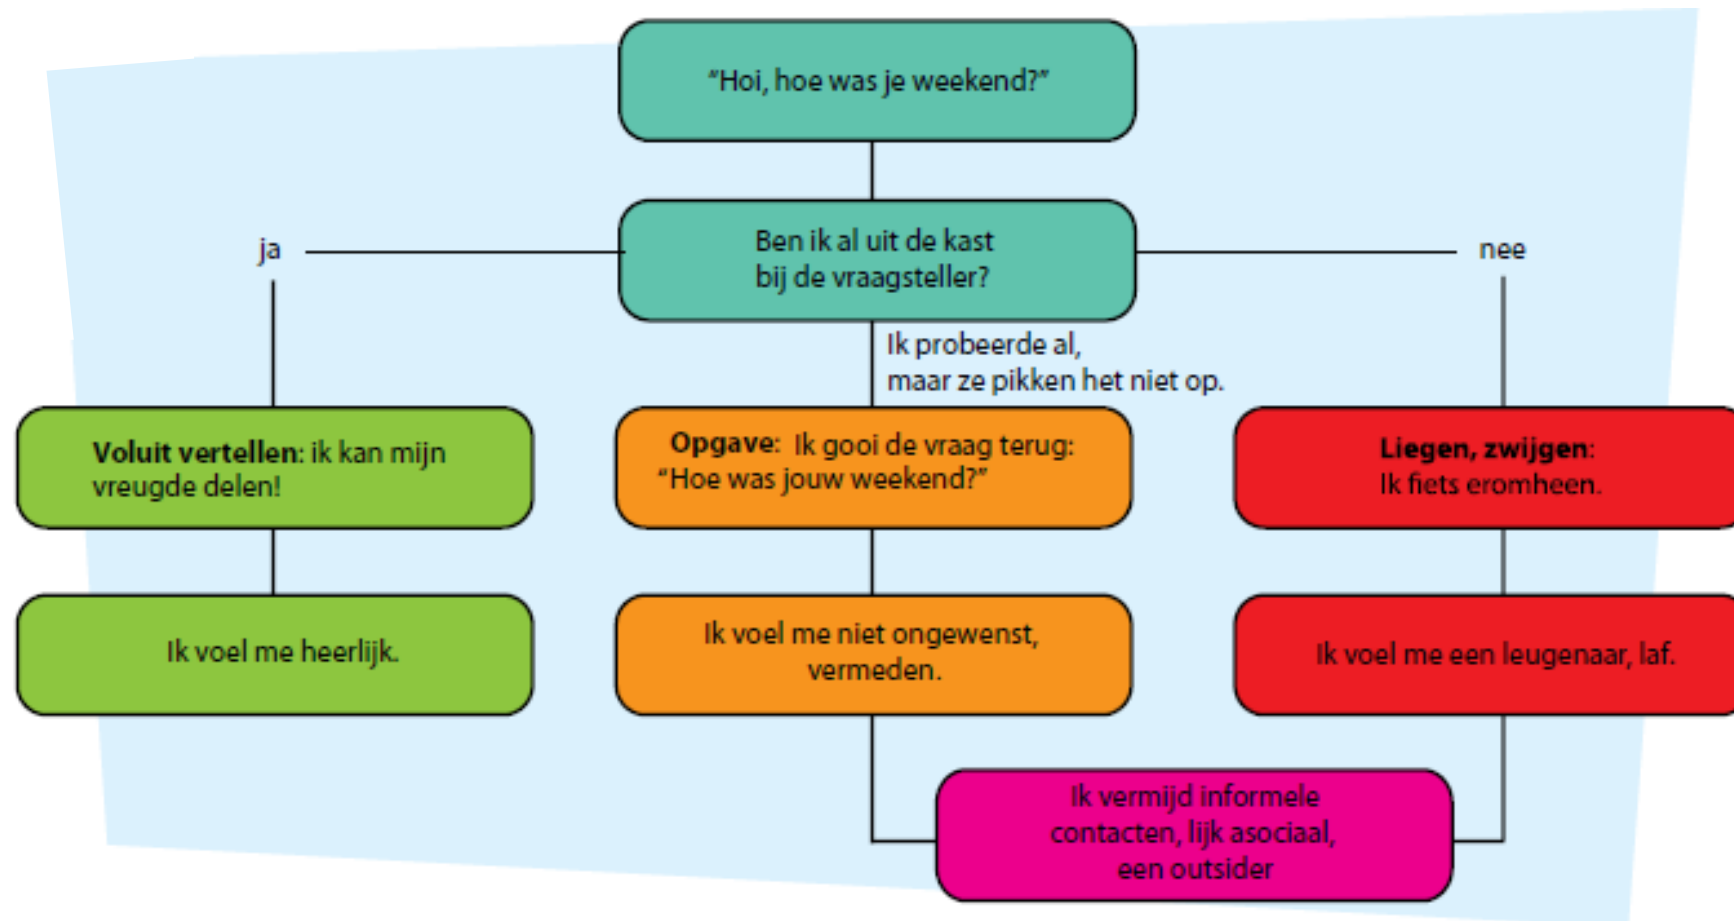 “Hoi, hoe was je weekend?”
Ben ik al uit de kast
bij de vraagsteller?
ja
nee
Ik probeerde al,
maar ze pikken het niet op.
Voluit vertellen: ik kan mijn
vreugde delen!
Opgave: Ik gooi de vraag terug:
“Hoe was jouw weekend?”
Liegen, zwijgen:
Ik fiets eromheen.
Ik voel me heerlijk.
Ik voel me niet ongewenst,
vermeden.
Ik voel me een leugenaar, laf.
Ik vermijd informele
contacten, lijk asociaal,
een outsider